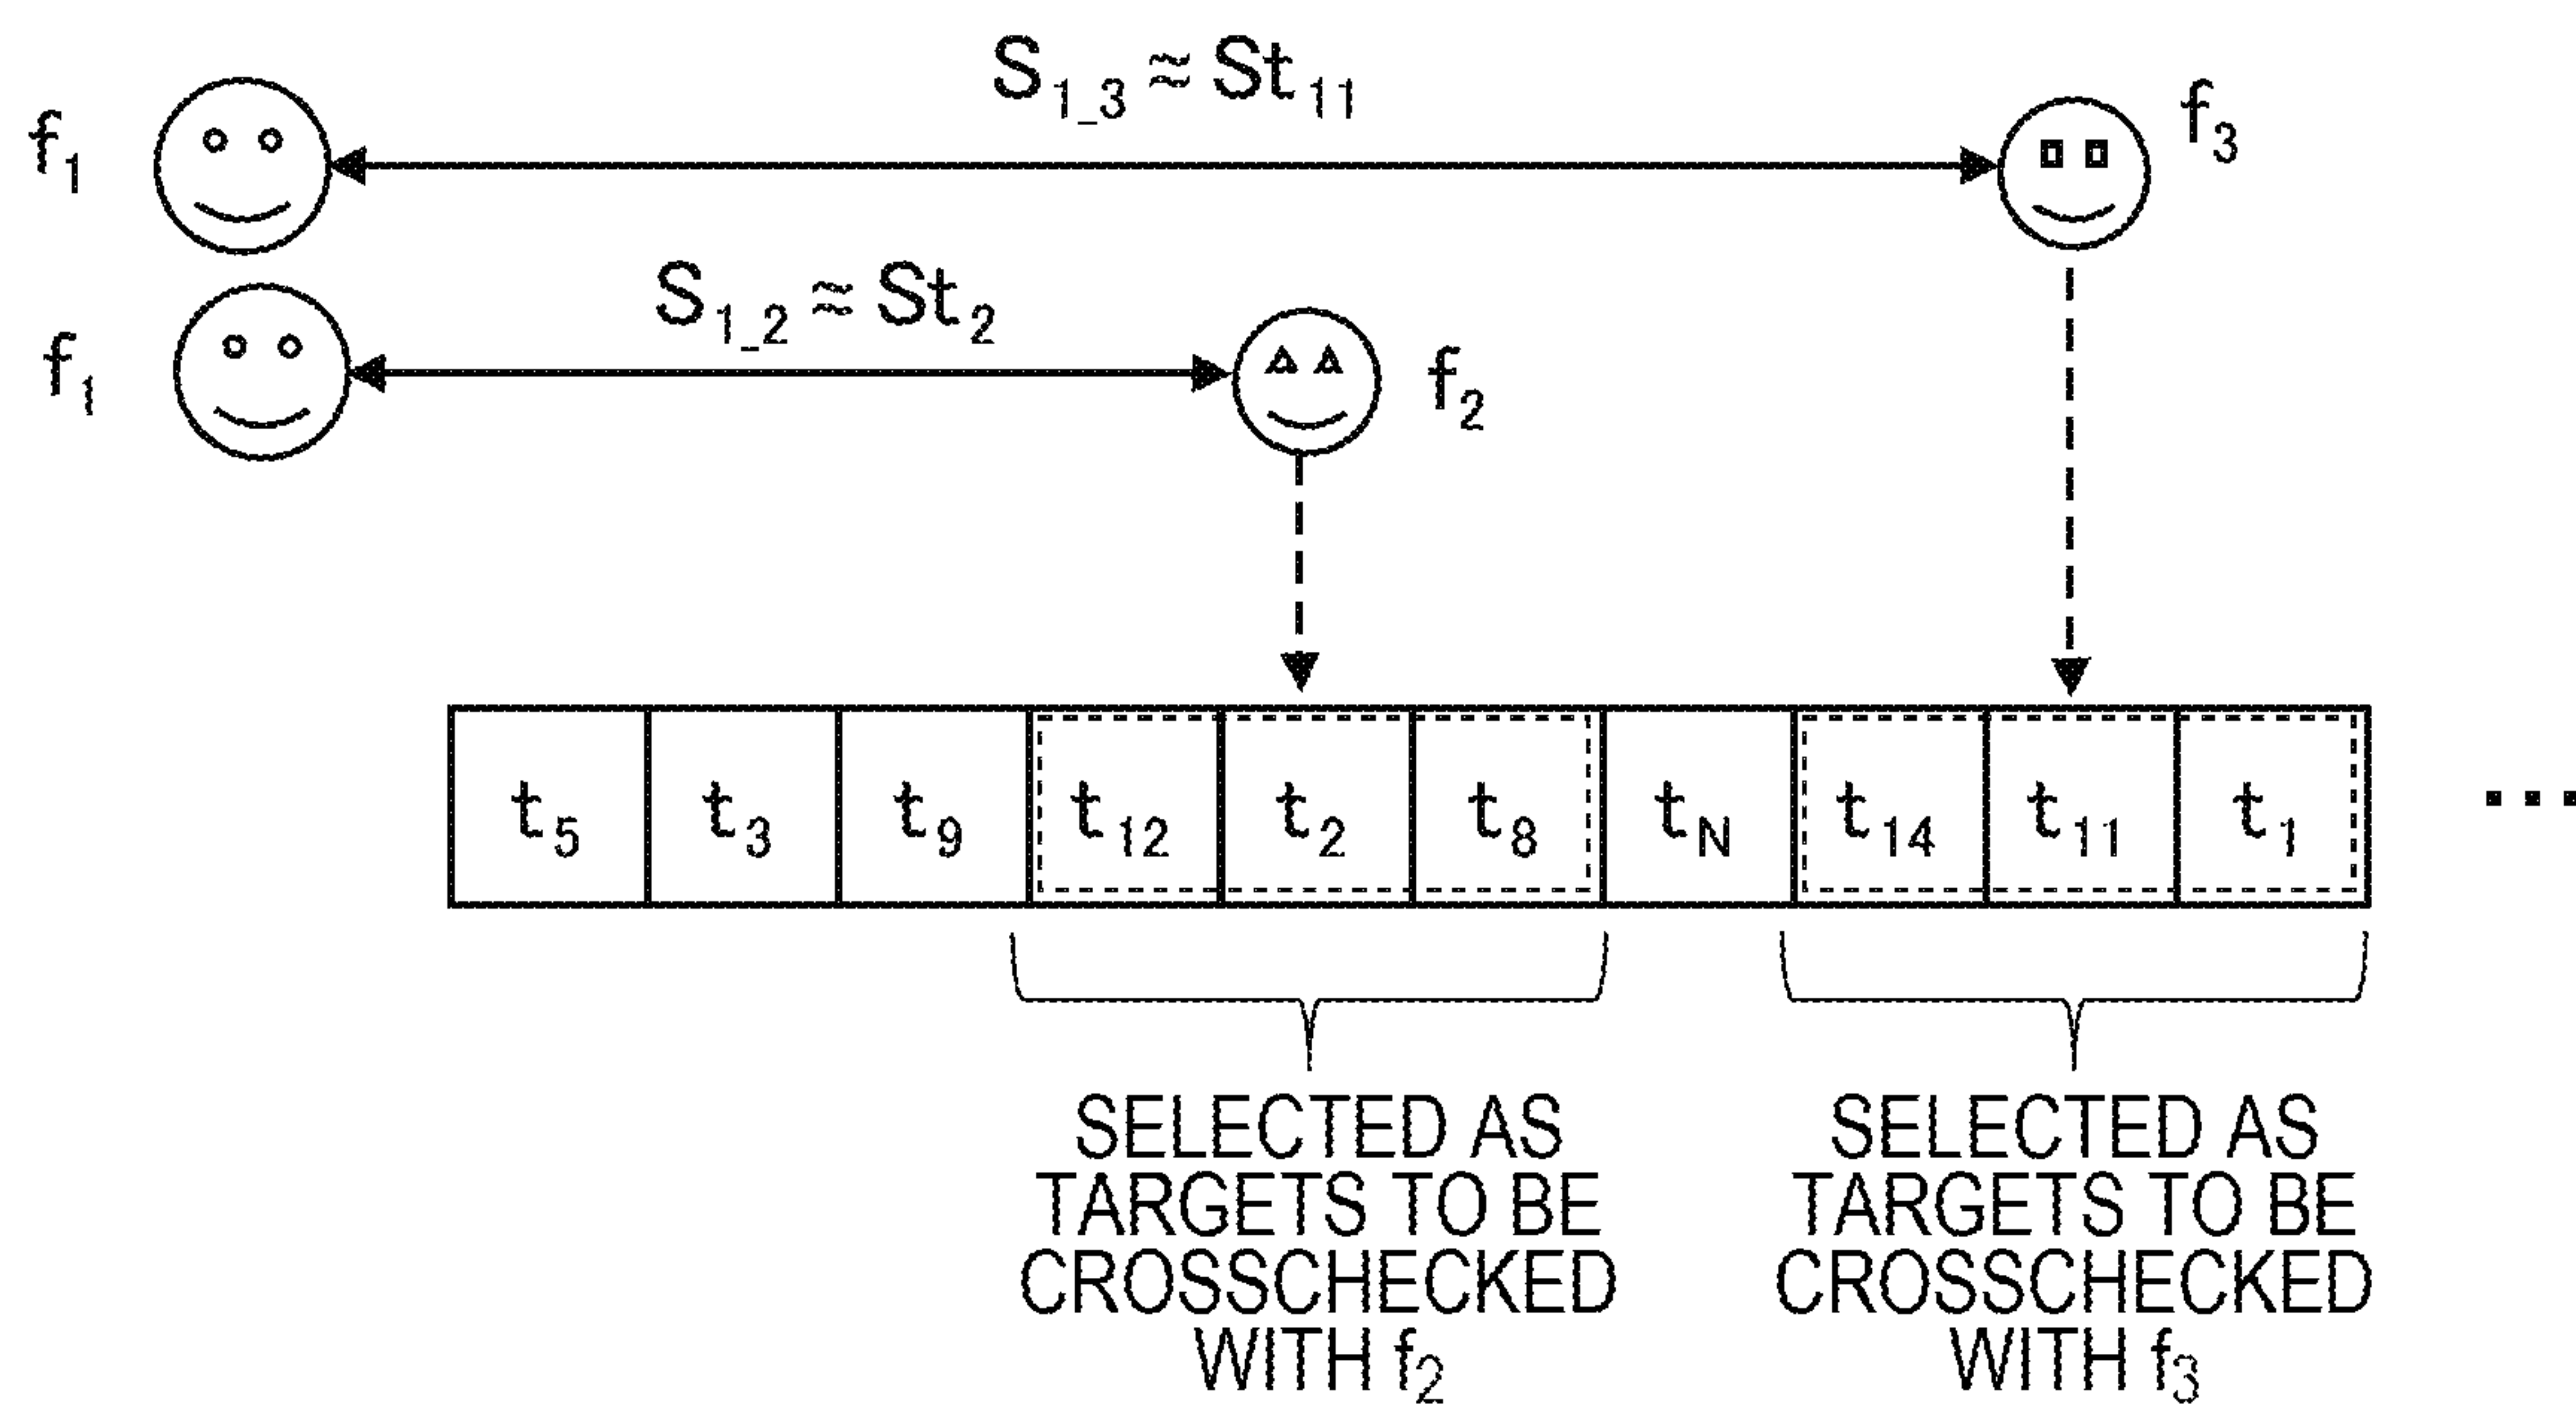 S₁_₃ ≈ St₁₁
f₁ f₃
S₁_₂ ≈ St₂
f₁ f₂
t₅ t₃ t₉ t₁₂ t₂ t₈ t_N t₁₄ t₁₁ t₁ ...
SELECTED AS
TARGETS TO BE
CROSSCHECKED
WITH f₂
SELECTED AS
TARGETS TO BE
CROSSCHECKED
WITH f₃